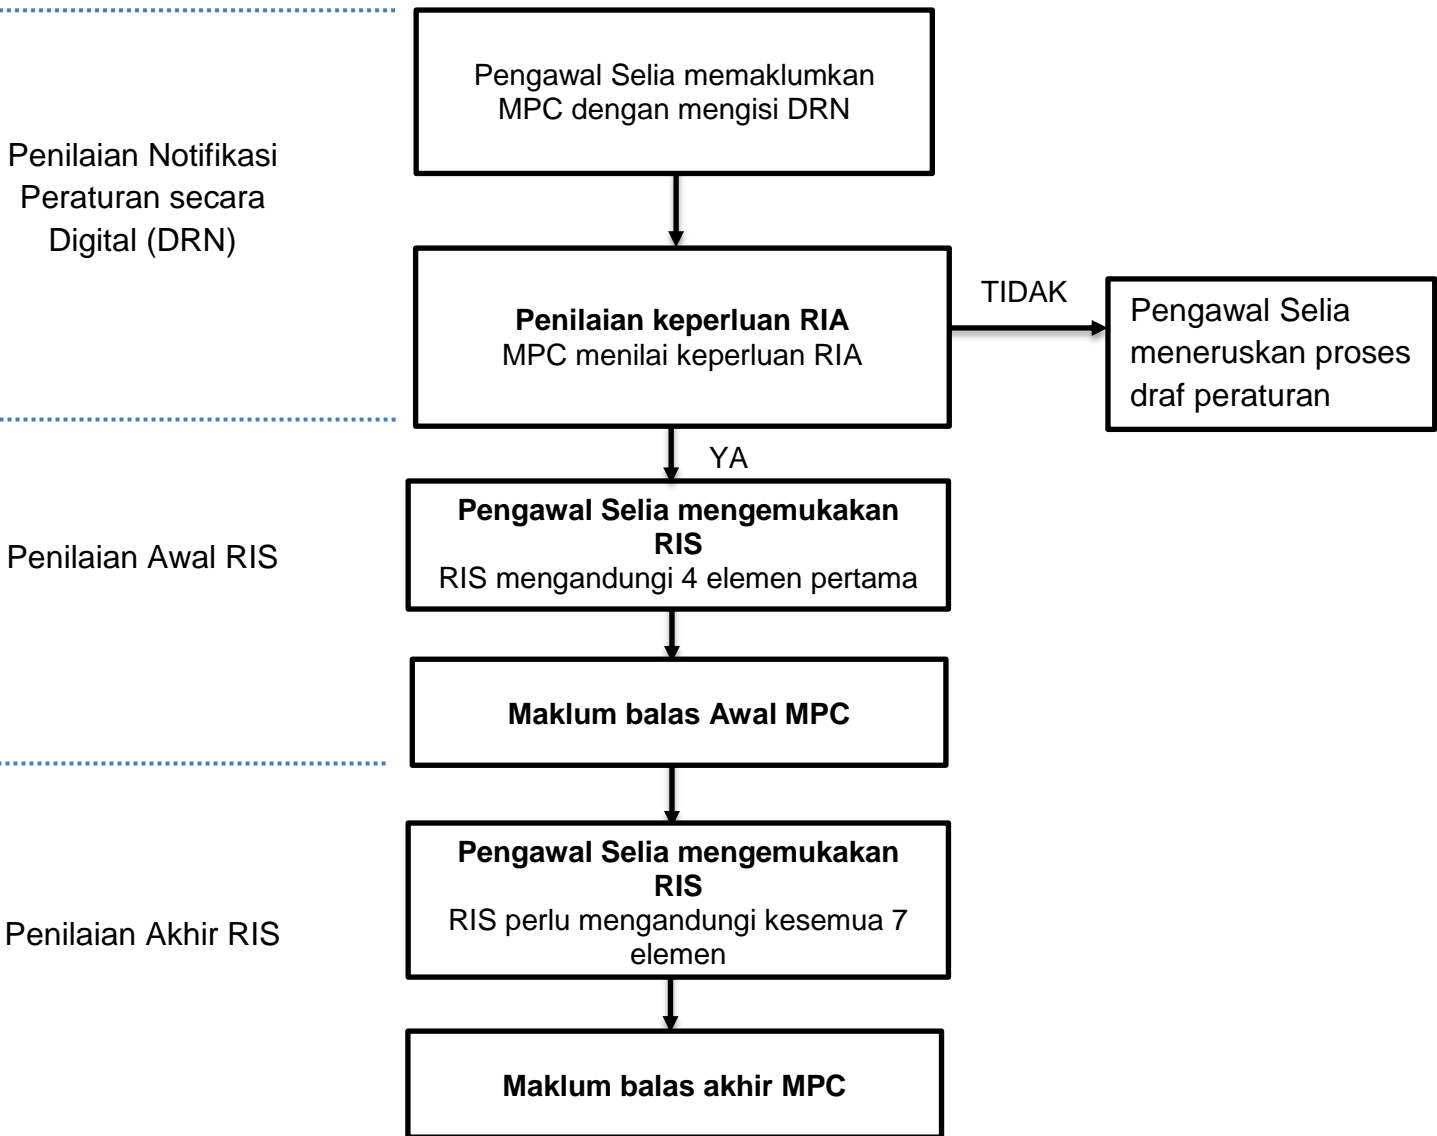 Pengawal Selia memaklumkan
MPC dengan mengisi DRN
Penilaian Notifikasi
Peraturan secara
Digital (DRN)
Penilaian keperluan RIA
MPC menilai keperluan RIA
TIDAK
Pengawal Selia
meneruskan proses
draf peraturan
YA
Penilaian Awal RIS
Pengawal Selia mengemukakan
RIS
RIS mengandungi 4 elemen pertama
Maklum balas Awal MPC
Penilaian Akhir RIS
Pengawal Selia mengemukakan
RIS
RIS perlu mengandungi kesemua 7
elemen
Maklum balas akhir MPC